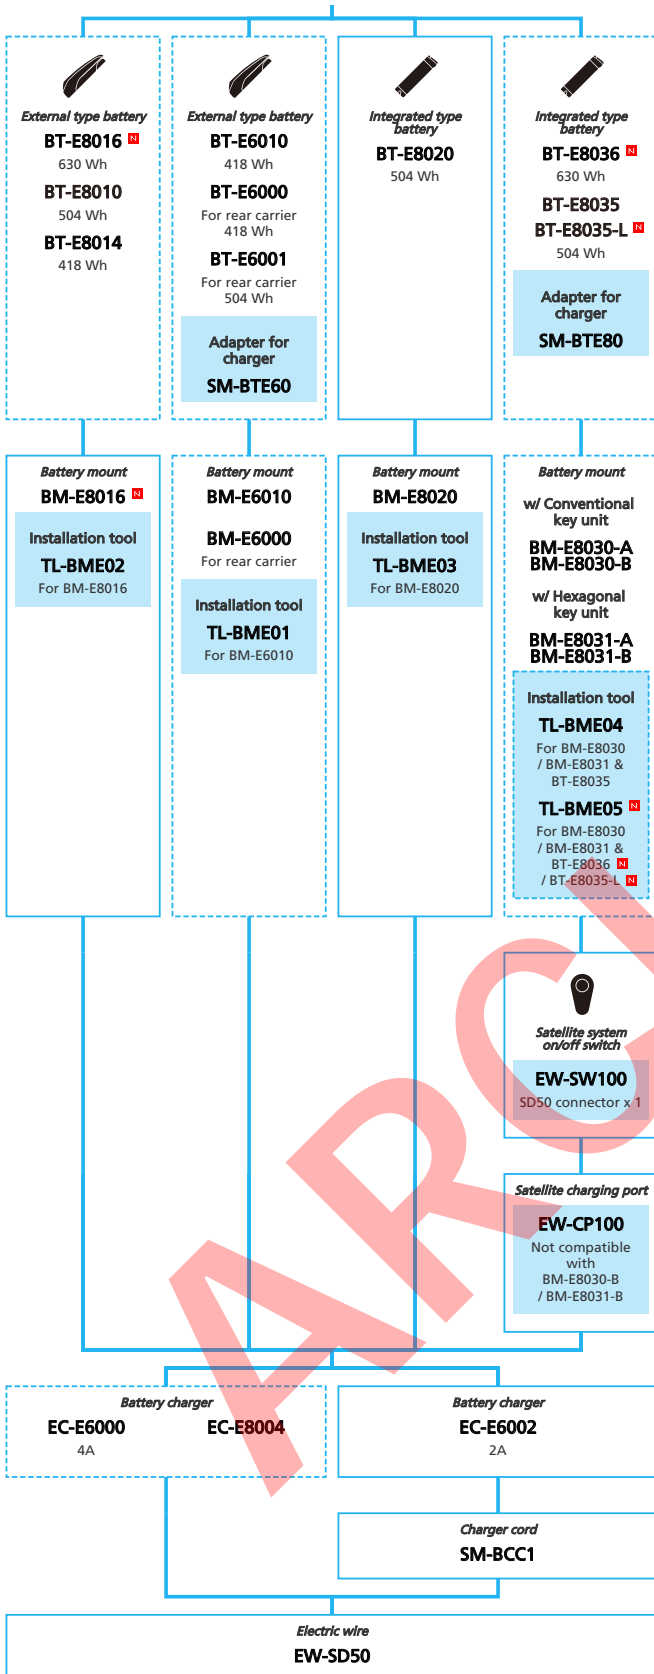 External type battery
BT-E8016 N
630 Wh
BT-E8010
504 Wh
BT-E8014
418 Wh
External type battery
BT-E6010
418 Wh
BT-E6000
For rear carrier
418 Wh
BT-E6001
For rear carrier
504 Wh
Adapter for
charger
SM-BTE60
Integrated type
battery
BT-E8020
504 Wh
Integrated type
battery
BT-E8036 N
630 Wh
BT-E8035
BT-E8035-L N
504 Wh
Adapter for
charger
SM-BTE80
Battery mount
BM-E8016 N
Installation tool
TL-BME02
For BM-E8016
Battery mount
BM-E6010
BM-E6000
For rear carrier
Installation tool
TL-BME01
For BM-E6010
Battery mount
BM-E8020
Installation tool
TL-BME03
For BM-E8020
Battery mount
w/ Conventional
key unit
BM-E8030-A
BM-E8030-B
w/ Hexagonal
key unit
BM-E8031-A
BM-E8031-B
Installation tool
TL-BME04
For BM-E8030
/ BM-E8031 &
BT-E8035
TL-BME05 N
For BM-E8030
/ BM-E8031 &
BT-E8036 N
/ BT-E8035-L N
Satellite system
on/off switch
EW-SW100
SD50 connector x 1
Satellite charging port
EW-CP100
Not compatible
with
BM-E8030-B
/ BM-E8031-B
Battery charger
EC-E6000 EC-E8004
4A
Battery charger
EC-E6002
2A
Charger cord
SM-BCC1
Electric wire
EW-SD50
ARC